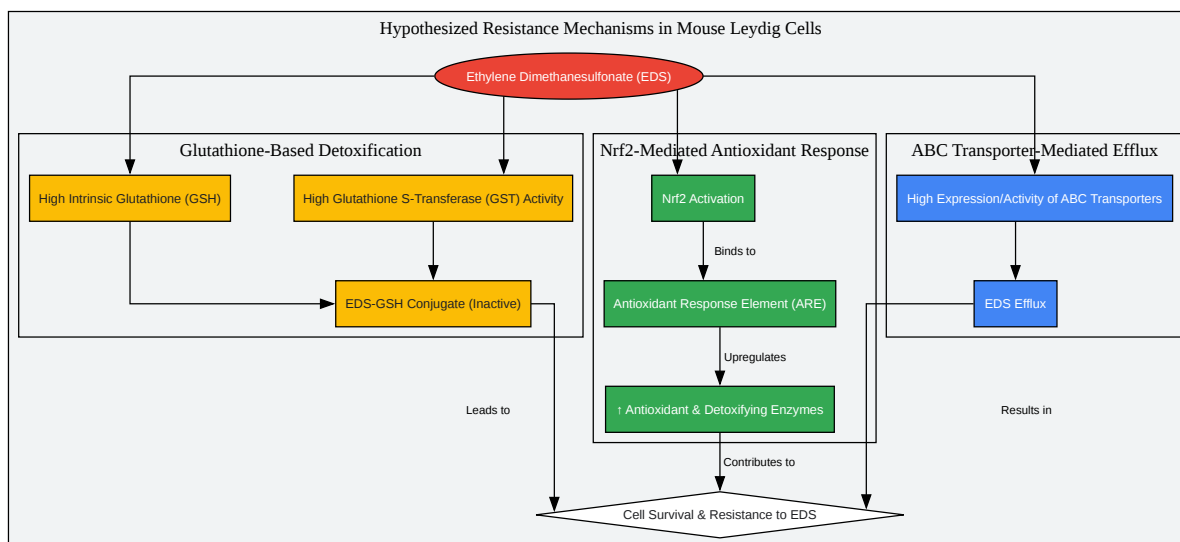 Hypothesized Resistance Mechanisms in Mouse Leydig Cells
Ethylene Dimethanesulfonate (EDS)
Glutathione-Based Detoxification
Nrf2-Mediated Antioxidant Response
ABC Transporter-Mediated Efflux
High Intrinsic Glutathione (GSH)
High Glutathione S-Transferase (GST) Activity
Nrf2 Activation
High Expression/Activity of ABC Transporters
Binds to
EDS-GSH Conjugate (Inactive)
Antioxidant Response Element (ARE)
EDS Efflux
Upregulates
Leads to
↑ Antioxidant & Detoxifying Enzymes
Results in
Contributes to
Cell Survival & Resistance to EDS